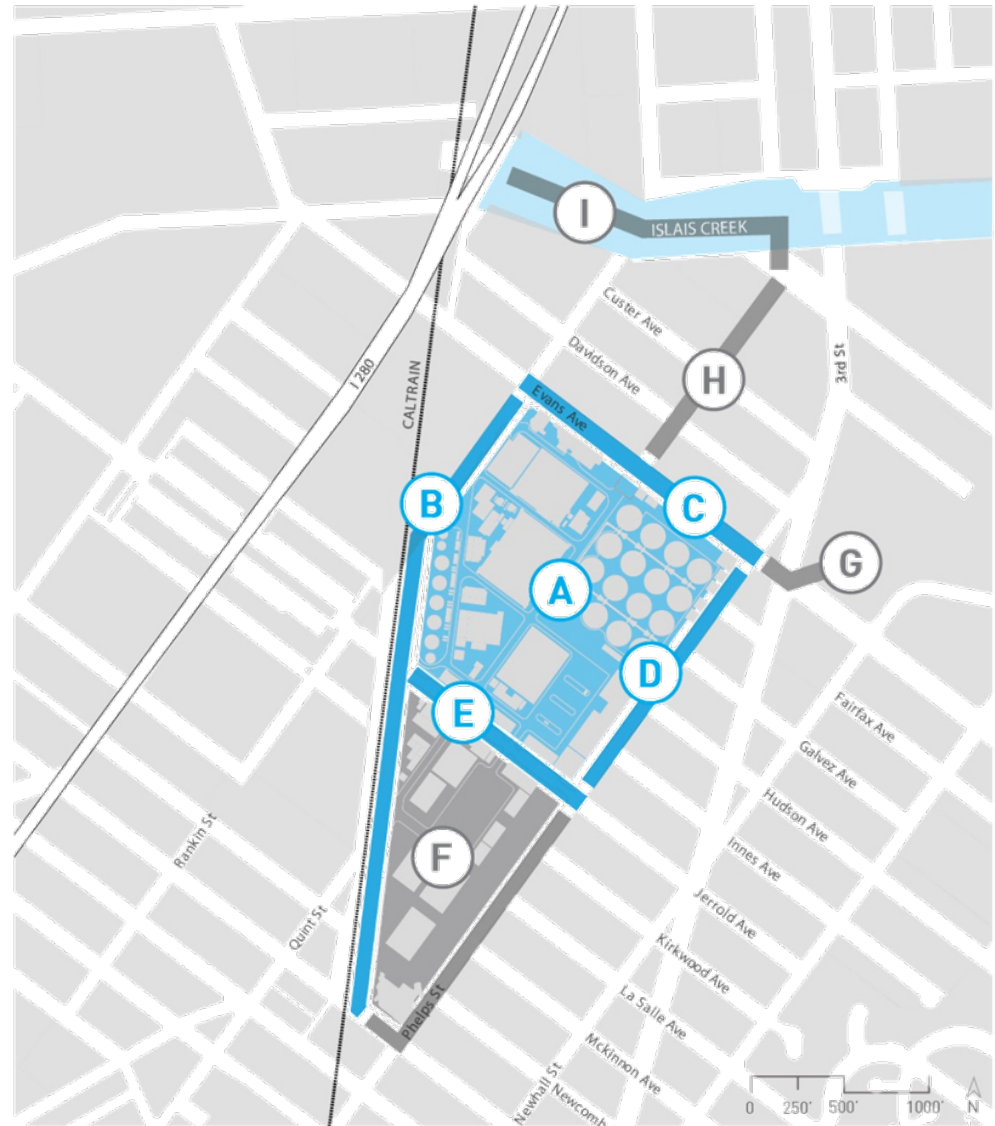 I
ISLAIS CREEK
Custer Ave
Davidson Ave
3rd St
I 280
CALTRAIN
H
Evans Ave
B
C
G
A
D
E
Fairfax Ave
Galvez Ave
Hudson Ave
Innes Ave
Jerrold Ave
Kirkwood Ave
La Salle Ave
Mckinnon Ave
Newcomb
Rankin St
Quint St
F
Phelps St
Newhall St
0 250' 500' 1000'
N